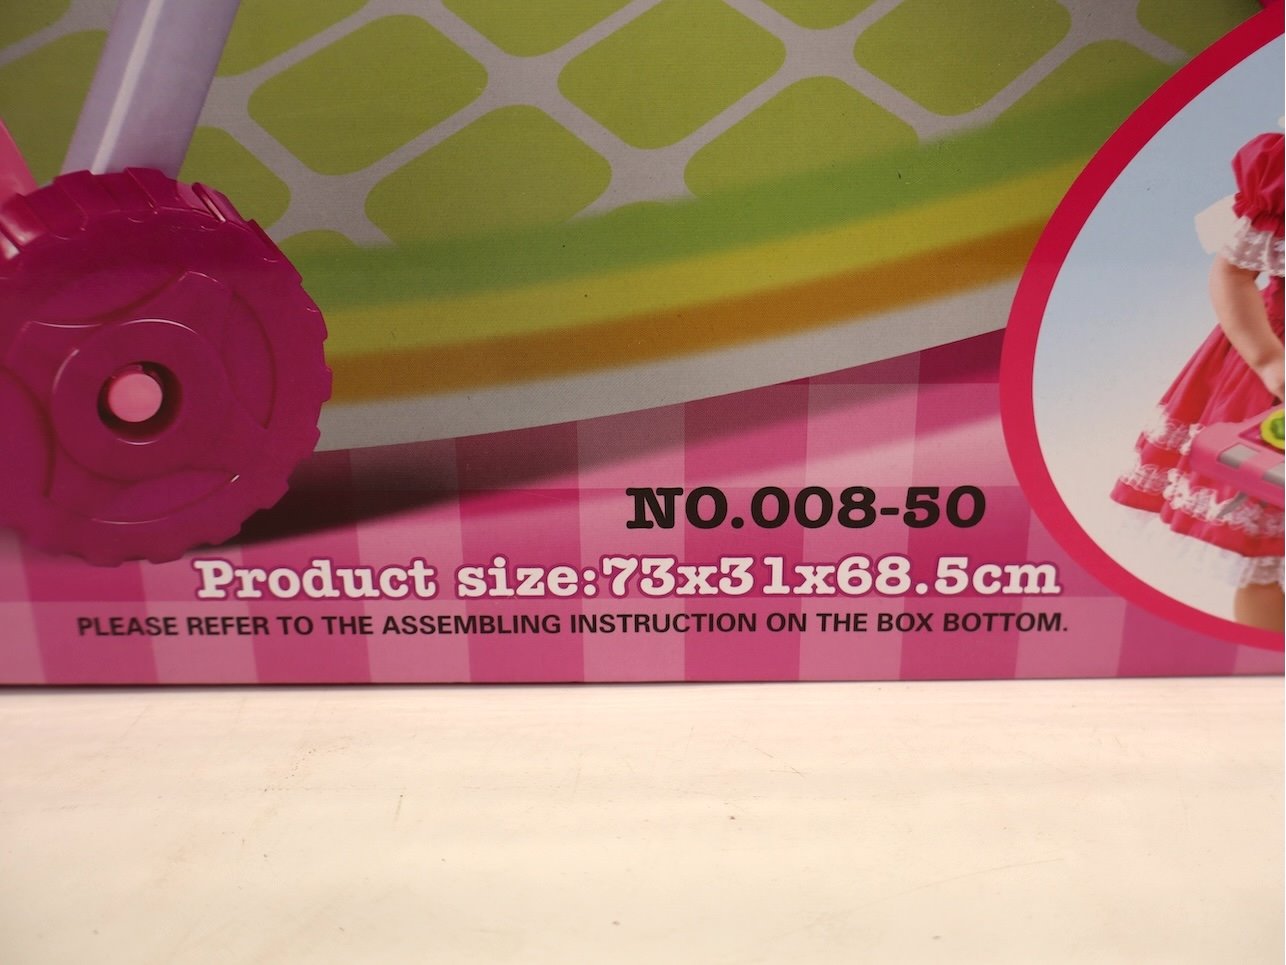 NO.008-50
Product size:73x31x68.5cm
PLEASE REFER TO THE ASSEMBLING INSTRUCTION ON THE BOX BOTTOM.